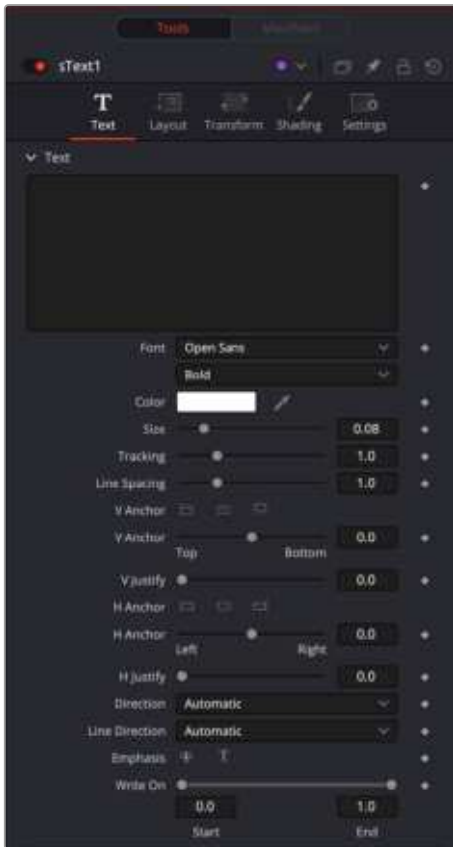 Tools
sText1
T
Text Layout Transform Shading Settings
Text
Font Open Sans
Bold
Color
Size 0.08
Tracking 1.0
Line Spacing 1.0
V Anchor
V Anchor 0.0
Top Bottom
V Justify 0.0
H Anchor
H Anchor 0.0
Left Right
H Justify 0.0
Direction Automatic
Line Direction Automatic
Emphasis T
Write On
0.0 1.0
Start End